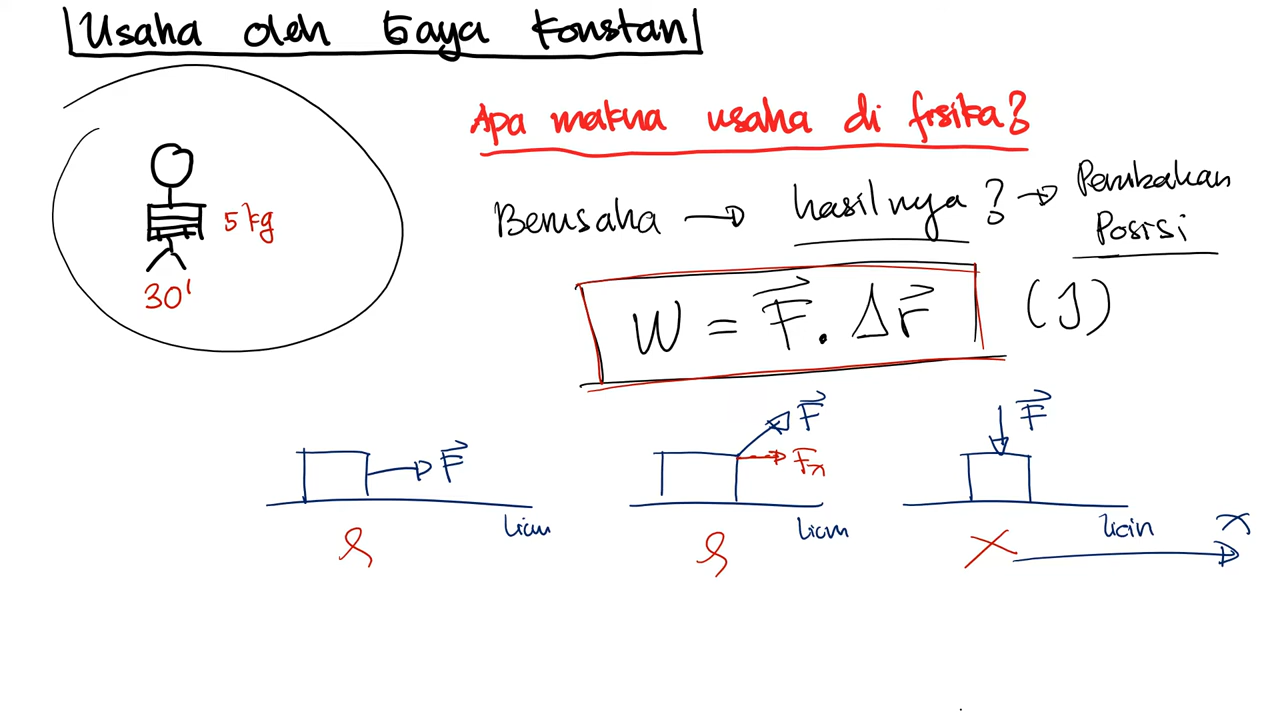 Usaha oleh Gaya Konstan
Apa makna usaha di fisika?
Berusaha → hasilnya? → Perubahan
Posisi
5 kg
30'
W = F⃗ . Δr⃗ (J)
F⃗
licin
F⃗
Fx
licin
F⃗
licin
x